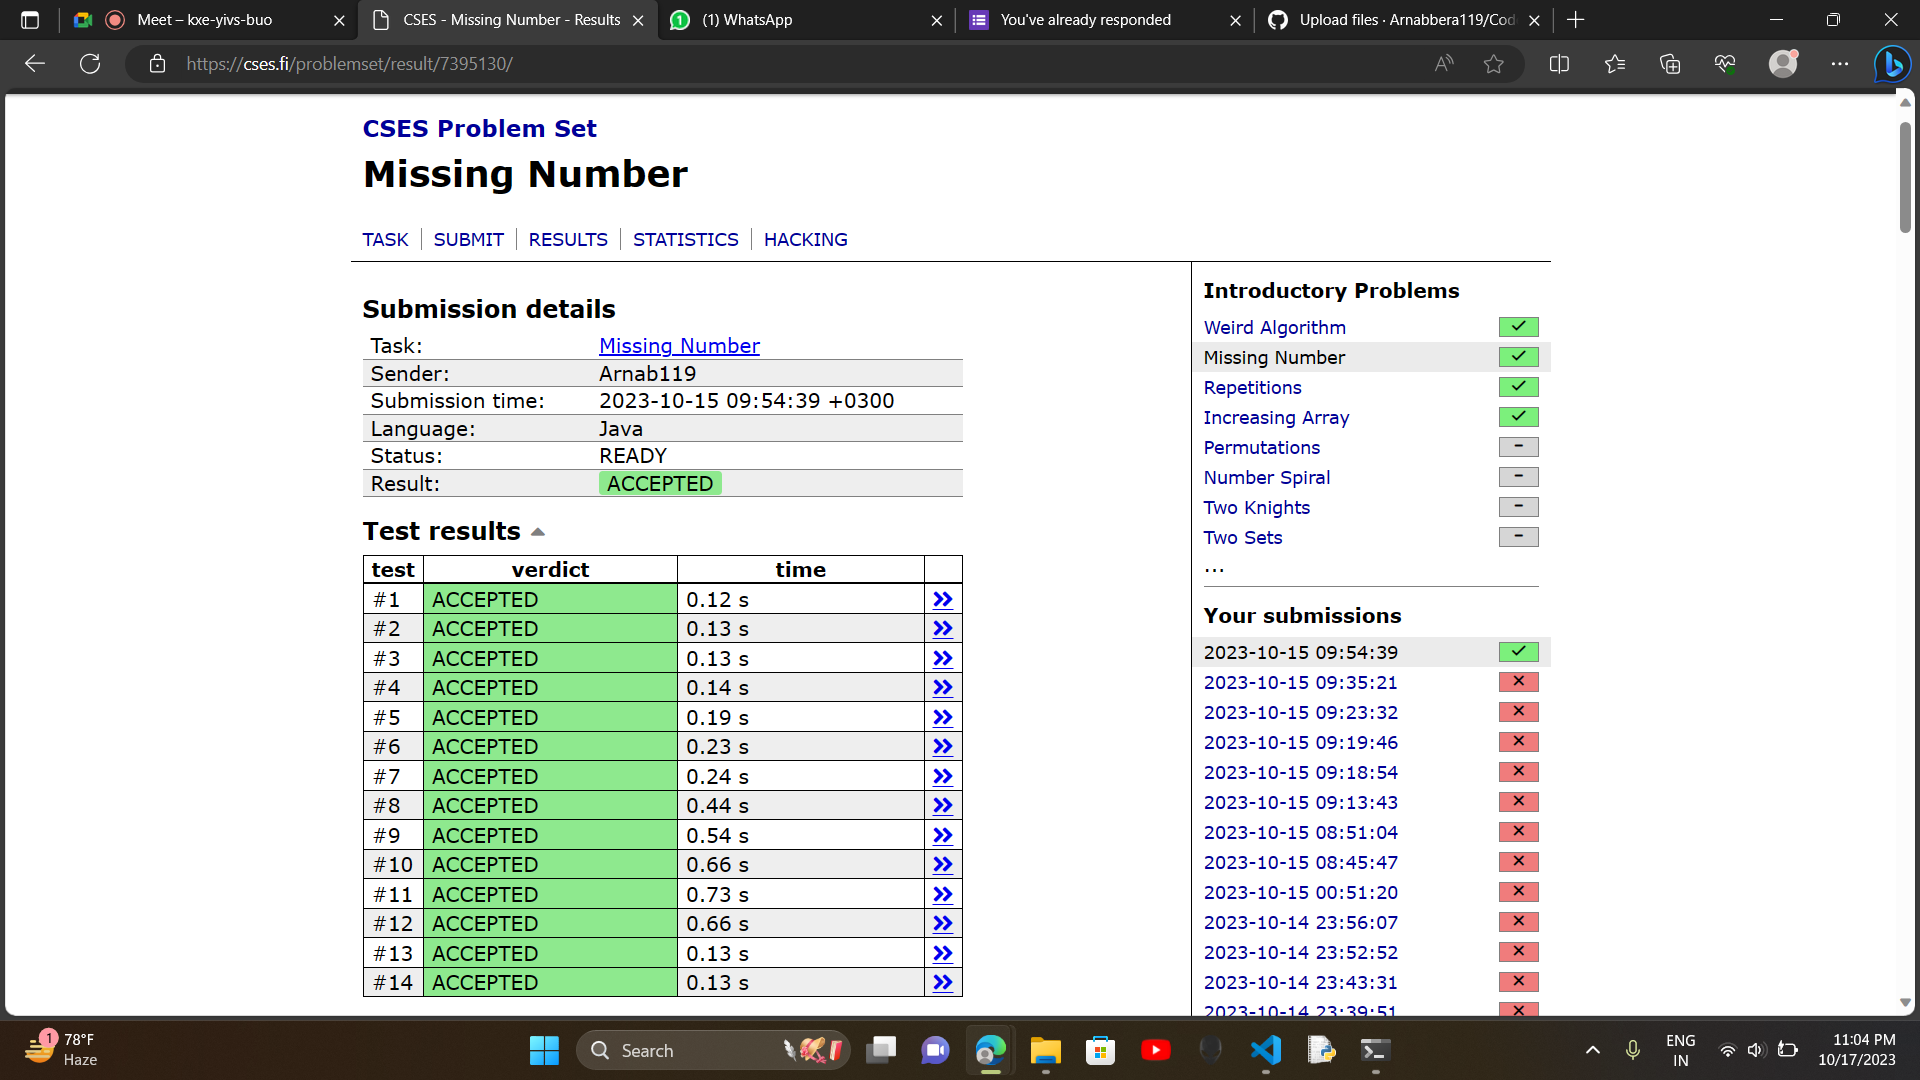 Meet – kxe-yivs-buo
CSES - Missing Number - Results
(1) WhatsApp
You've already responded
Upload files · Arnabbera119/Cod
https://cses.fi/problemset/result/7395130/
CSES Problem Set
Missing Number
TASK | SUBMIT | RESULTS | STATISTICS | HACKING
Submission details
Task: Missing Number
Sender: Arnab119
Submission time: 2023-10-15 09:54:39 +0300
Language: Java
Status: READY
Result: ACCEPTED
Test results
test verdict time
#1 ACCEPTED 0.12 s
#2 ACCEPTED 0.13 s
#3 ACCEPTED 0.13 s
#4 ACCEPTED 0.14 s
#5 ACCEPTED 0.19 s
#6 ACCEPTED 0.23 s
#7 ACCEPTED 0.24 s
#8 ACCEPTED 0.44 s
#9 ACCEPTED 0.54 s
#10 ACCEPTED 0.66 s
#11 ACCEPTED 0.73 s
#12 ACCEPTED 0.66 s
#13 ACCEPTED 0.13 s
#14 ACCEPTED 0.13 s
Introductory Problems
Weird Algorithm
Missing Number
Repetitions
Increasing Array
Permutations –
Number Spiral –
Two Knights –
Two Sets –
...
Your submissions
2023-10-15 09:54:39
2023-10-15 09:35:21
2023-10-15 09:23:32
2023-10-15 09:19:46
2023-10-15 09:18:54
2023-10-15 09:13:43
2023-10-15 08:51:04
2023-10-15 08:45:47
2023-10-15 00:51:20
2023-10-14 23:56:07
2023-10-14 23:52:52
2023-10-14 23:43:31
2023-10-14 23:39:51
1
78°F
Haze
Search
ENG
IN
11:04 PM
10/17/2023